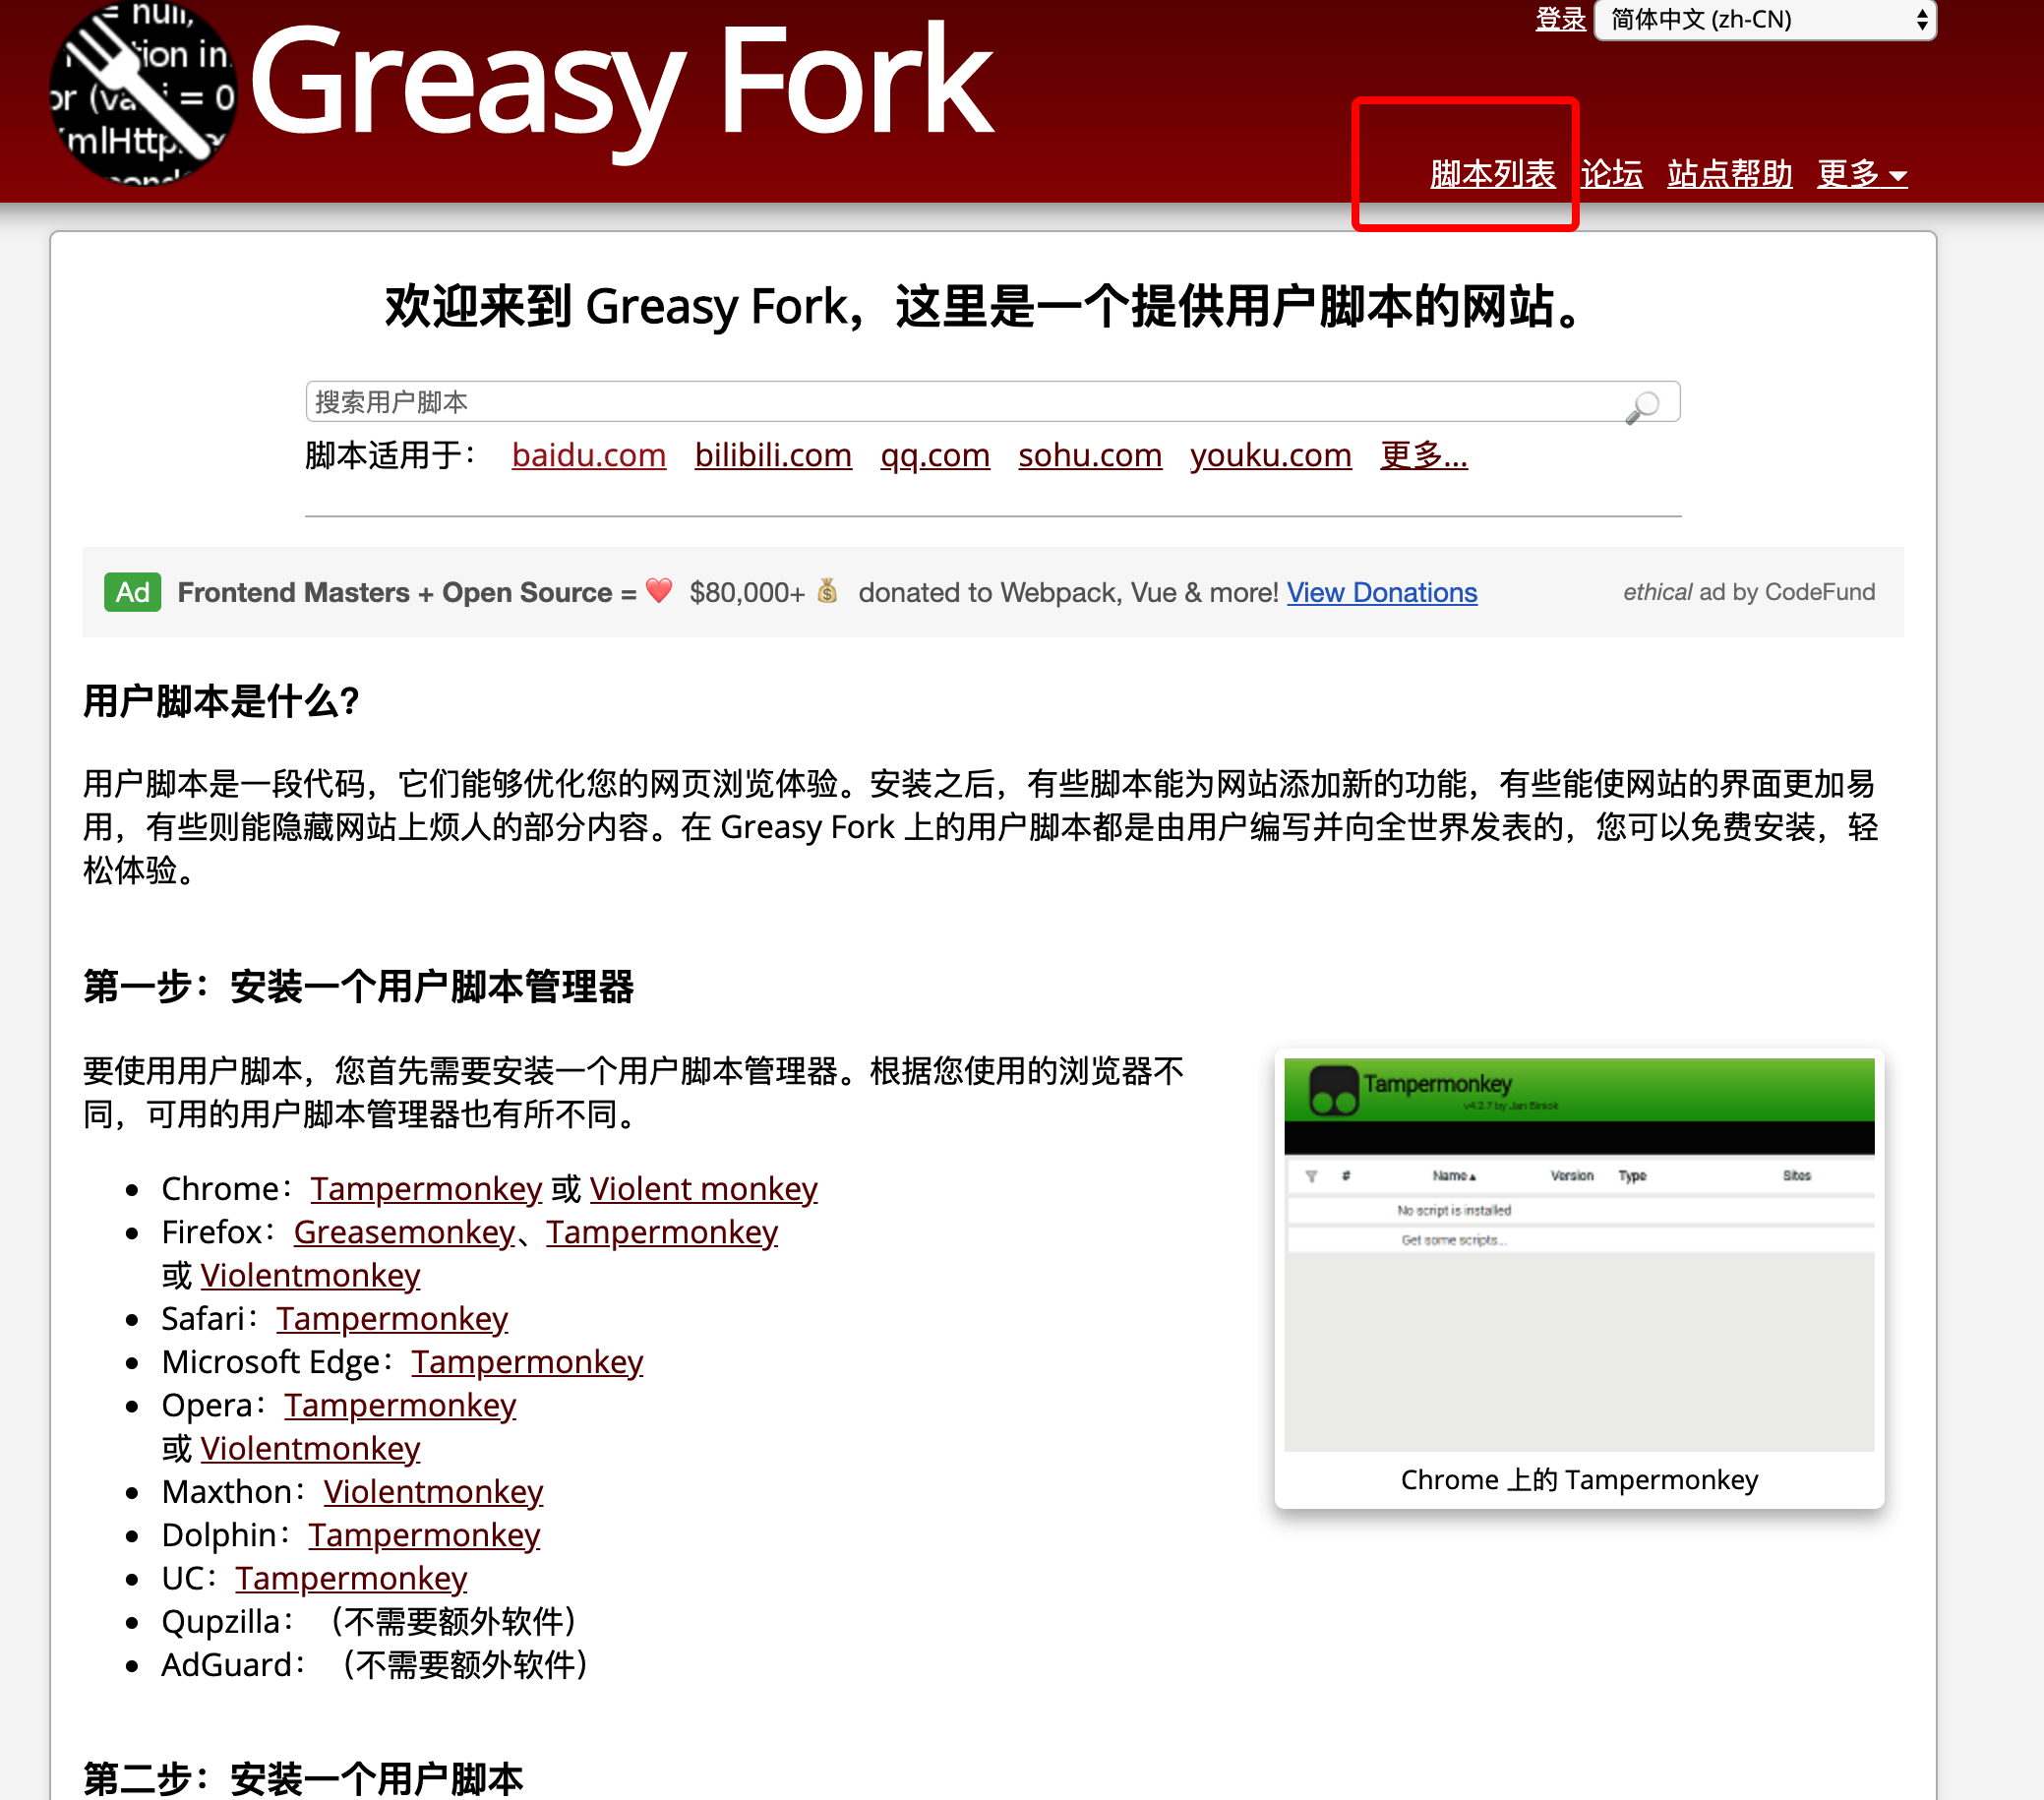 null,
tion in
or (va i = 0
mlHttp
Greasy Fork
登录 简体中文 (zh-CN)
脚本列表 论坛 站点帮助 更多
欢迎来到 Greasy Fork，这里是一个提供用户脚本的网站。
搜索用户脚本
脚本适用于： baidu.com bilibili.com qq.com sohu.com youku.com 更多...
Ad Frontend Masters + Open Source = ❤️ $80,000+ 💰 donated to Webpack, Vue & more! View Donations ethical ad by CodeFund
用户脚本是什么？
用户脚本是一段代码，它们能够优化您的网页浏览体验。安装之后，有些脚本能为网站添加新的功能，有些能使网站的界面更加易
用，有些则能隐藏网站上烦人的部分内容。在 Greasy Fork 上的用户脚本都是由用户编写并向全世界发表的，您可以免费安装，轻
松体验。
第一步：安装一个用户脚本管理器
要使用用户脚本，您首先需要安装一个用户脚本管理器。根据您使用的浏览器不
同，可用的用户脚本管理器也有所不同。
Chrome：Tampermonkey 或 Violent monkey
Firefox：Greasemonkey、Tampermonkey
或 Violentmonkey
Safari：Tampermonkey
Microsoft Edge：Tampermonkey
Opera：Tampermonkey
或 Violentmonkey
Maxthon：Violentmonkey
Dolphin：Tampermonkey
UC：Tampermonkey
Qupzilla：（不需要额外软件）
AdGuard：（不需要额外软件）
Tampermonkey
v4.2.7 by Jan Biniok
# Name Version Type Sites
No script is installed
Get some scripts...
Chrome 上的 Tampermonkey
第二步：安装一个用户脚本